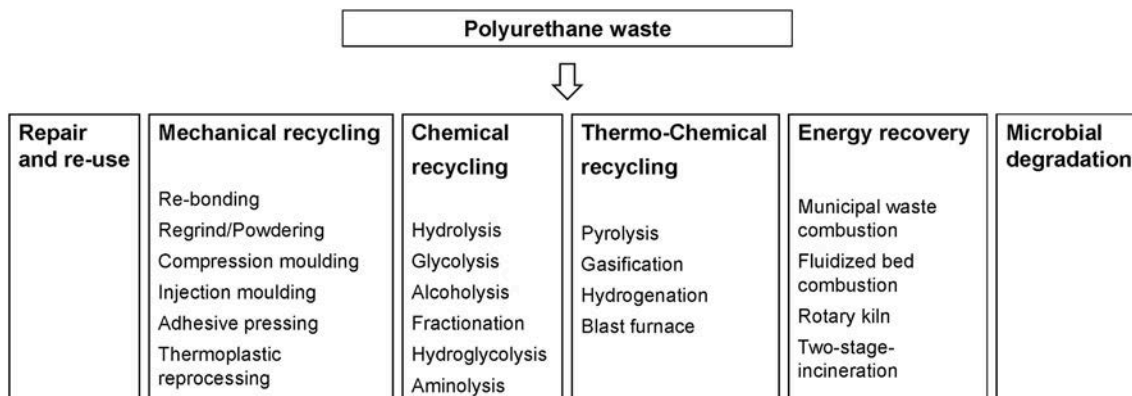 Polyurethane waste
Repair
and re-use
Mechanical recycling
Re-bonding
Regrind/Powdering
Compression moulding
Injection moulding
Adhesive pressing
Thermoplastic
reprocessing
Chemical
recycling
Hydrolysis
Glycolysis
Alcoholysis
Fractionation
Hydroglycolysis
Aminolysis
Thermo-Chemical
recycling
Pyrolysis
Gasification
Hydrogenation
Blast furnace
Energy recovery
Municipal waste
combustion
Fluidized bed
combustion
Rotary kiln
Two-stage-
incineration
Microbial
degradation